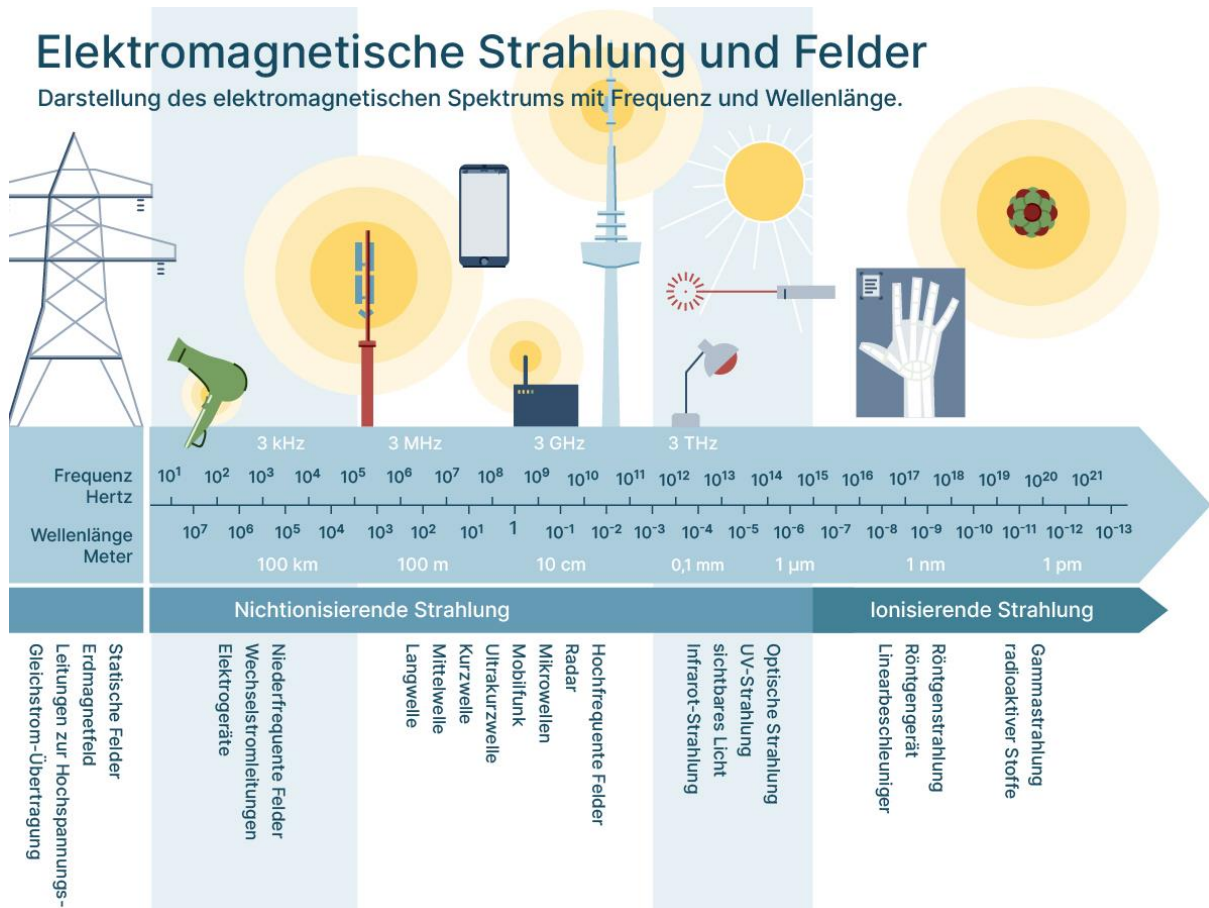 Elektromagnetische Strahlung und Felder
Darstellung des elektromagnetischen Spektrums mit Frequenz und Wellenlänge.
3 kHz 3 MHz 3 GHz 3 THz
Frequenz
Hertz
10¹ 10² 10³ 10⁴ 10⁵ 10⁶ 10⁷ 10⁸ 10⁹ 10¹⁰ 10¹¹ 10¹² 10¹³ 10¹⁴ 10¹⁵ 10¹⁶ 10¹⁷ 10¹⁸ 10¹⁹ 10²⁰ 10²¹
Wellenlänge
Meter
10⁷ 10⁶ 10⁵ 10⁴ 10³ 10² 10¹ 1 10⁻¹ 10⁻² 10⁻³ 10⁻⁴ 10⁻⁵ 10⁻⁶ 10⁻⁷ 10⁻⁸ 10⁻⁹ 10⁻¹⁰ 10⁻¹¹ 10⁻¹² 10⁻¹³
100 km 100 m 10 cm 0,1 mm 1 µm 1 nm 1 pm
Nichtionisierende Strahlung
Ionisierende Strahlung
Statische Felder
Erdmagnetfeld
Leitungen zur Hochspannungs-
Gleichstrom-Übertragung
Niederfrequente Felder
Wechselstromleitungen
Elektrogeräte
Hochfrequente Felder
Radar
Mikrowellen
Mobilfunk
Ultrakurzwelle
Kurzwelle
Mittelwelle
Langwelle
Optische Strahlung
UV-Strahlung
sichtbares Licht
Infrarot-Strahlung
Röntgenstrahlung
Röntgengerät
Linearbeschleuniger
Gammastrahlung
radioaktiver Stoffe